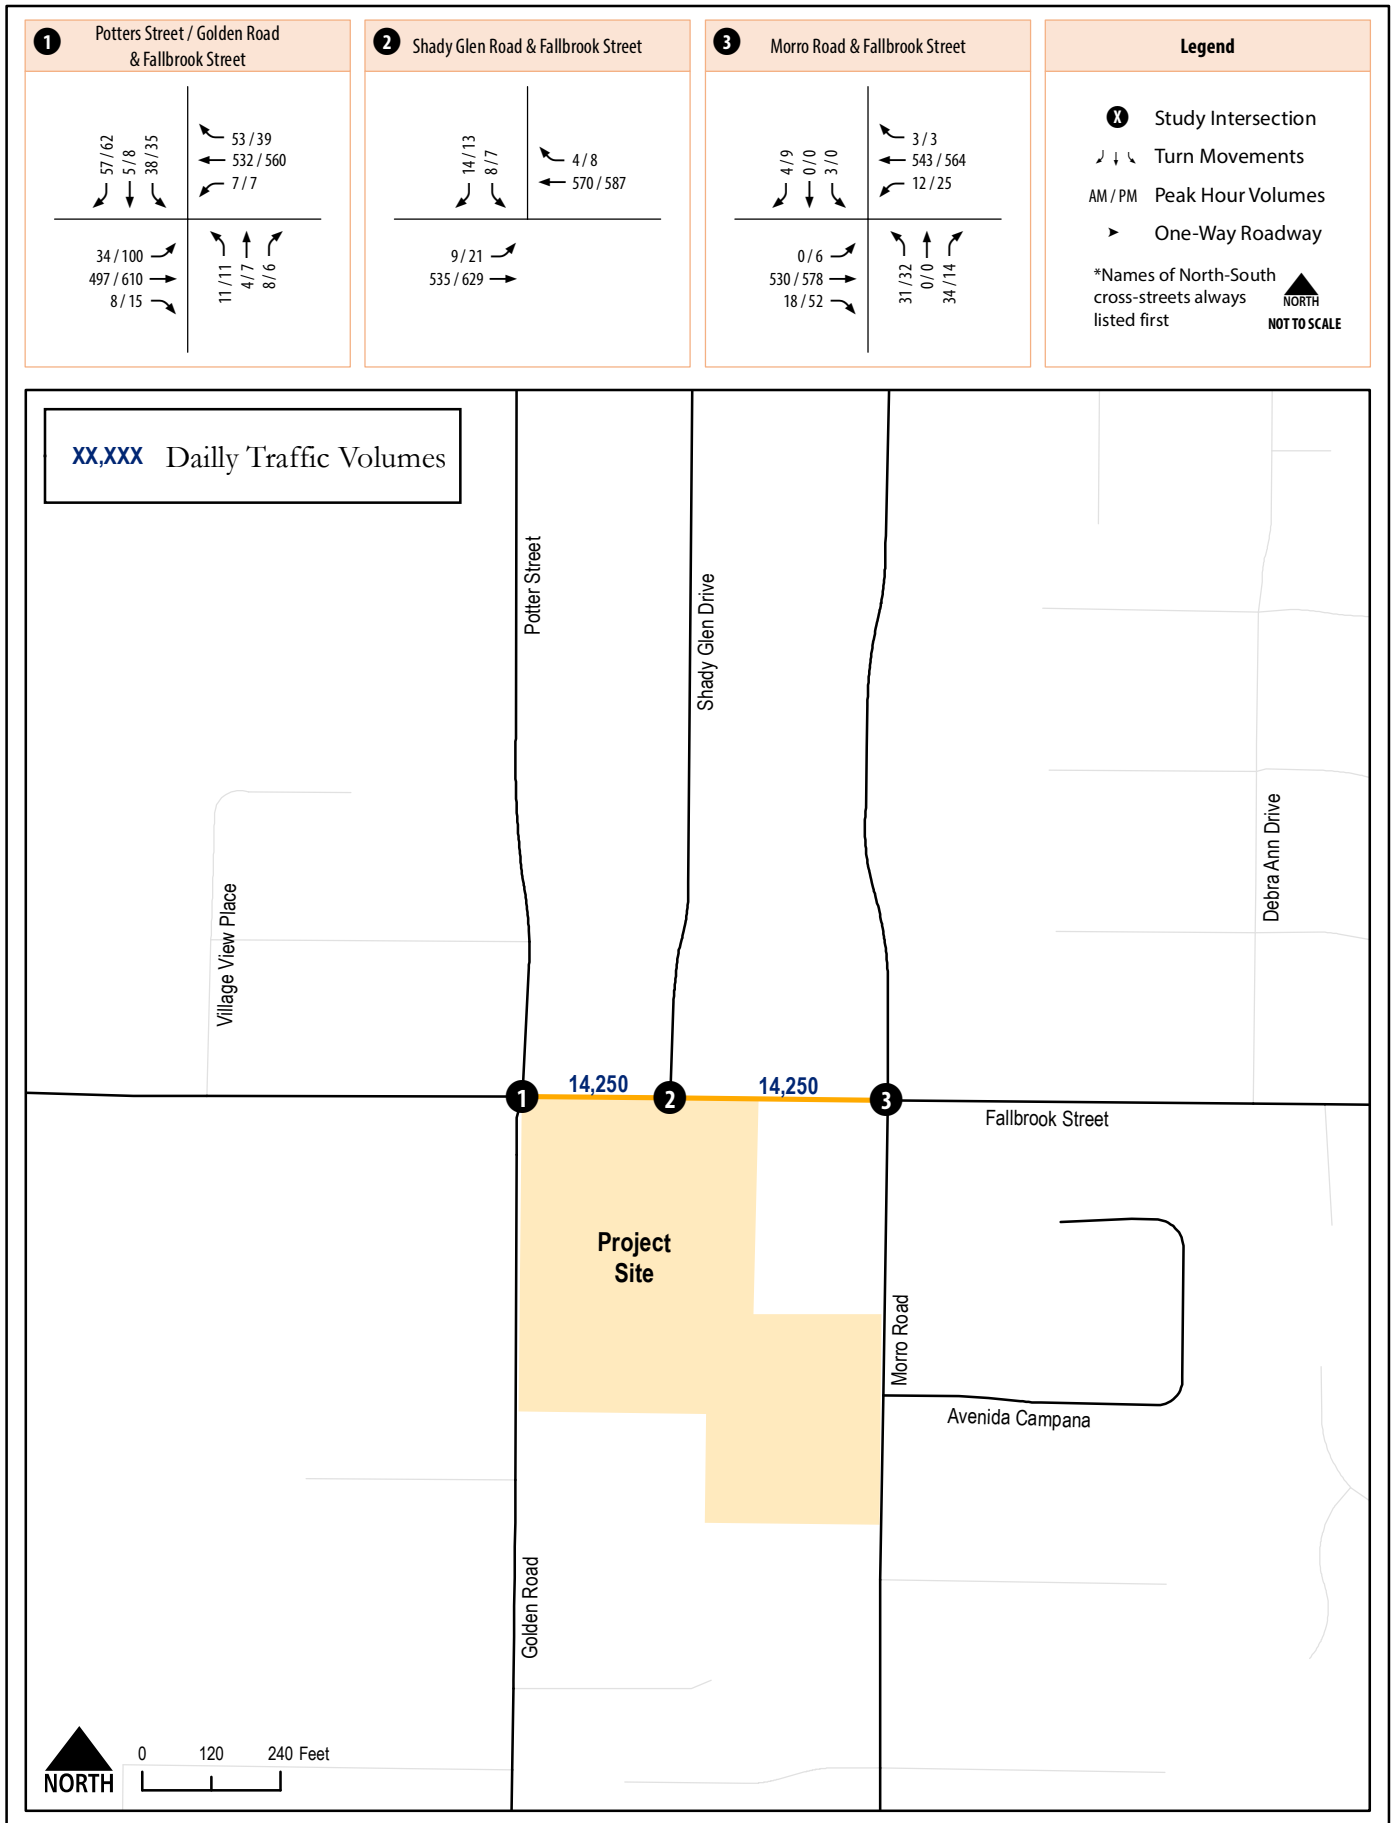 1
Potters Street / Golden Road
& Fallbrook Street
57 / 62
5 / 8
38 / 35
53 / 39
532 / 560
7 / 7
34 / 100
497 / 610
8 / 15
11 / 11
4 / 7
8 / 6
2
Shady Glen Road & Fallbrook Street
14 / 13
8 / 7
4 / 8
570 / 587
9 / 21
535 / 629
3
Morro Road & Fallbrook Street
4 / 9
0 / 0
3 / 0
3 / 3
543 / 564
12 / 25
0 / 6
530 / 578
18 / 52
31 / 32
0 / 0
34 / 14
Legend
X Study Intersection
Turn Movements
AM / PM Peak Hour Volumes
One-Way Roadway
*Names of North-South
cross-streets always
listed first
NORTH
NOT TO SCALE
XX,XXX Dailly Traffic Volumes
Potter Street
Shady Glen Drive
Village View Place
Debra Ann Drive
1
14,250
2
14,250
3
Fallbrook Street
Project
Site
Morro Road
Avenida Campana
Golden Road
NORTH
0 120 240 Feet